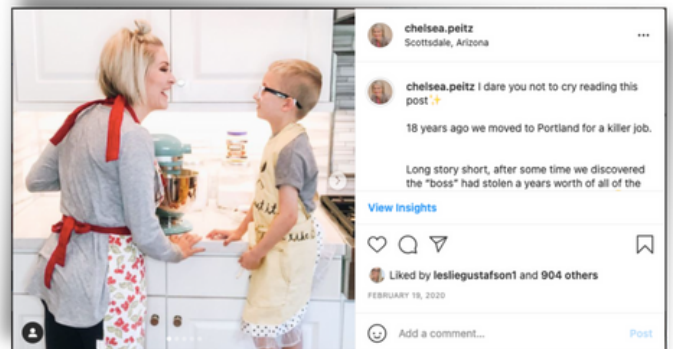 chelsea.peitz
Scottsdale, Arizona
chelsea.peitz I dare you not to cry reading this
post✨
18 years ago we moved to Portland for a killer job.
Long story short, after some time we discovered
the "boss" had stolen a years worth of all of the
View Insights
Liked by lesliegustafson1 and 904 others
FEBRUARY 19, 2020
Add a comment...
Post